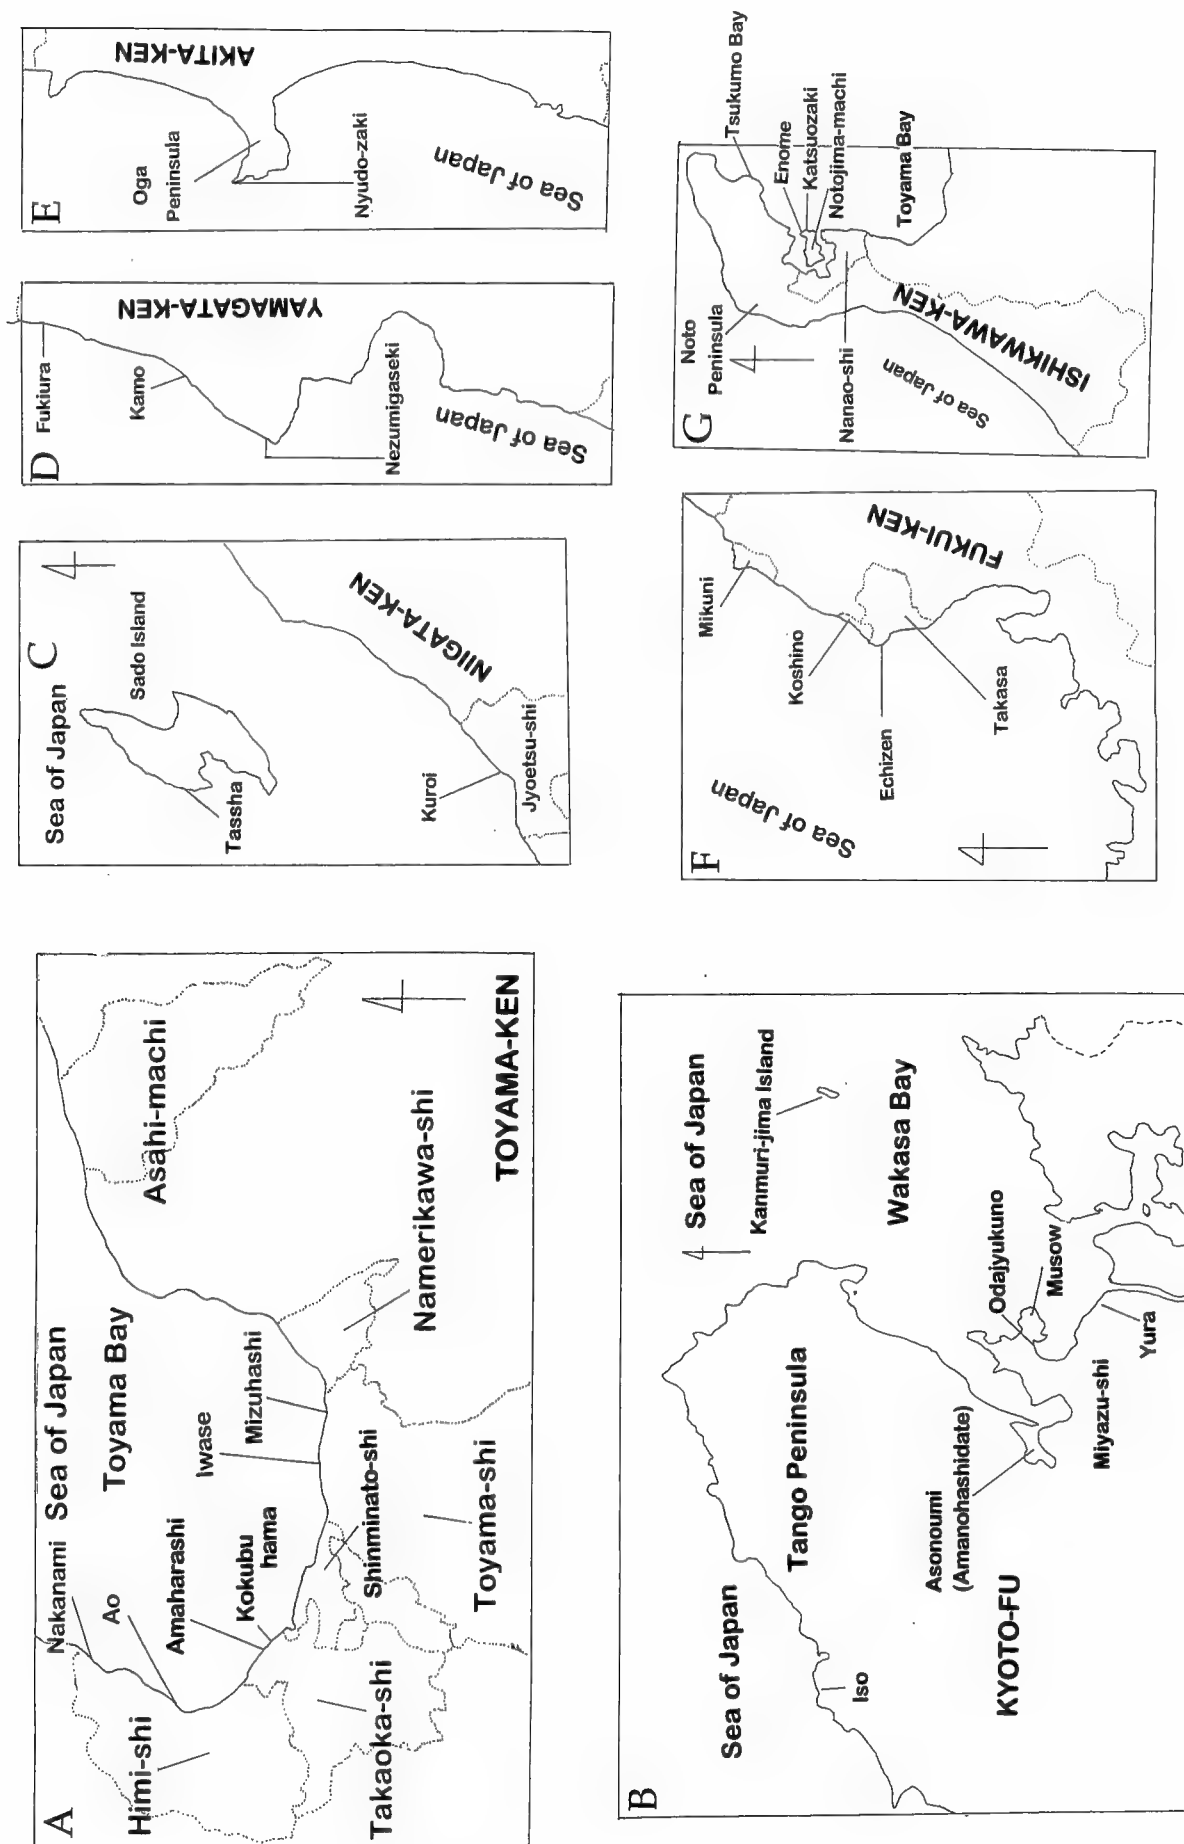 A
Nakanami
Sea of Japan
Ao
Toyama Bay
Himi-shi
Amaharashi
Iwase
Asahi-machi
Kokubu
hama
Mizuhashi
Takaoka-shi
Shinminato-shi
Namerikawa-shi
Toyama-shi
TOYAMA-KEN
B
Sea of Japan
Sea of Japan
Kanmuri-jima Island
Tango Peninsula
Wakasa Bay
Iso
Odajyukuno
Musow
Asonoumi
(Amanohashidate)
KYOTO-FU
Miyazu-shi
Yura
C
Sea of Japan
Sado Island
Tassha
NIIGATA-KEN
Kuroi
Jyoetsu-shi
D
Fukiura
Kamo
YAMAGATA-KEN
Nezumigaseki
Sea of Japan
E
Oga
Peninsula
AKITA-KEN
Nyudo-zaki
Sea of Japan
F
Mikuni
Sea of Japan
Koshino
FUKUI-KEN
Echizen
Takasa
G
Noto
Peninsula
Tsukumo Bay
Enome
Katsuozaki
Notojima-machi
Nanao-shi
Toyama Bay
Sea of Japan
ISHIKWAWA-KEN